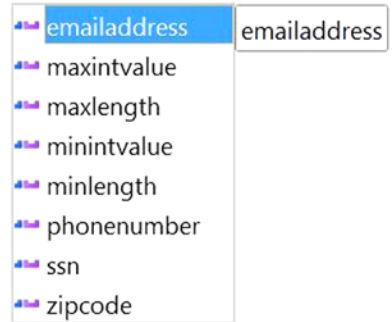 emailaddress emailaddress
maxintvalue
maxlength
minintvalue
minlength
phonenumber
ssn
zipcode